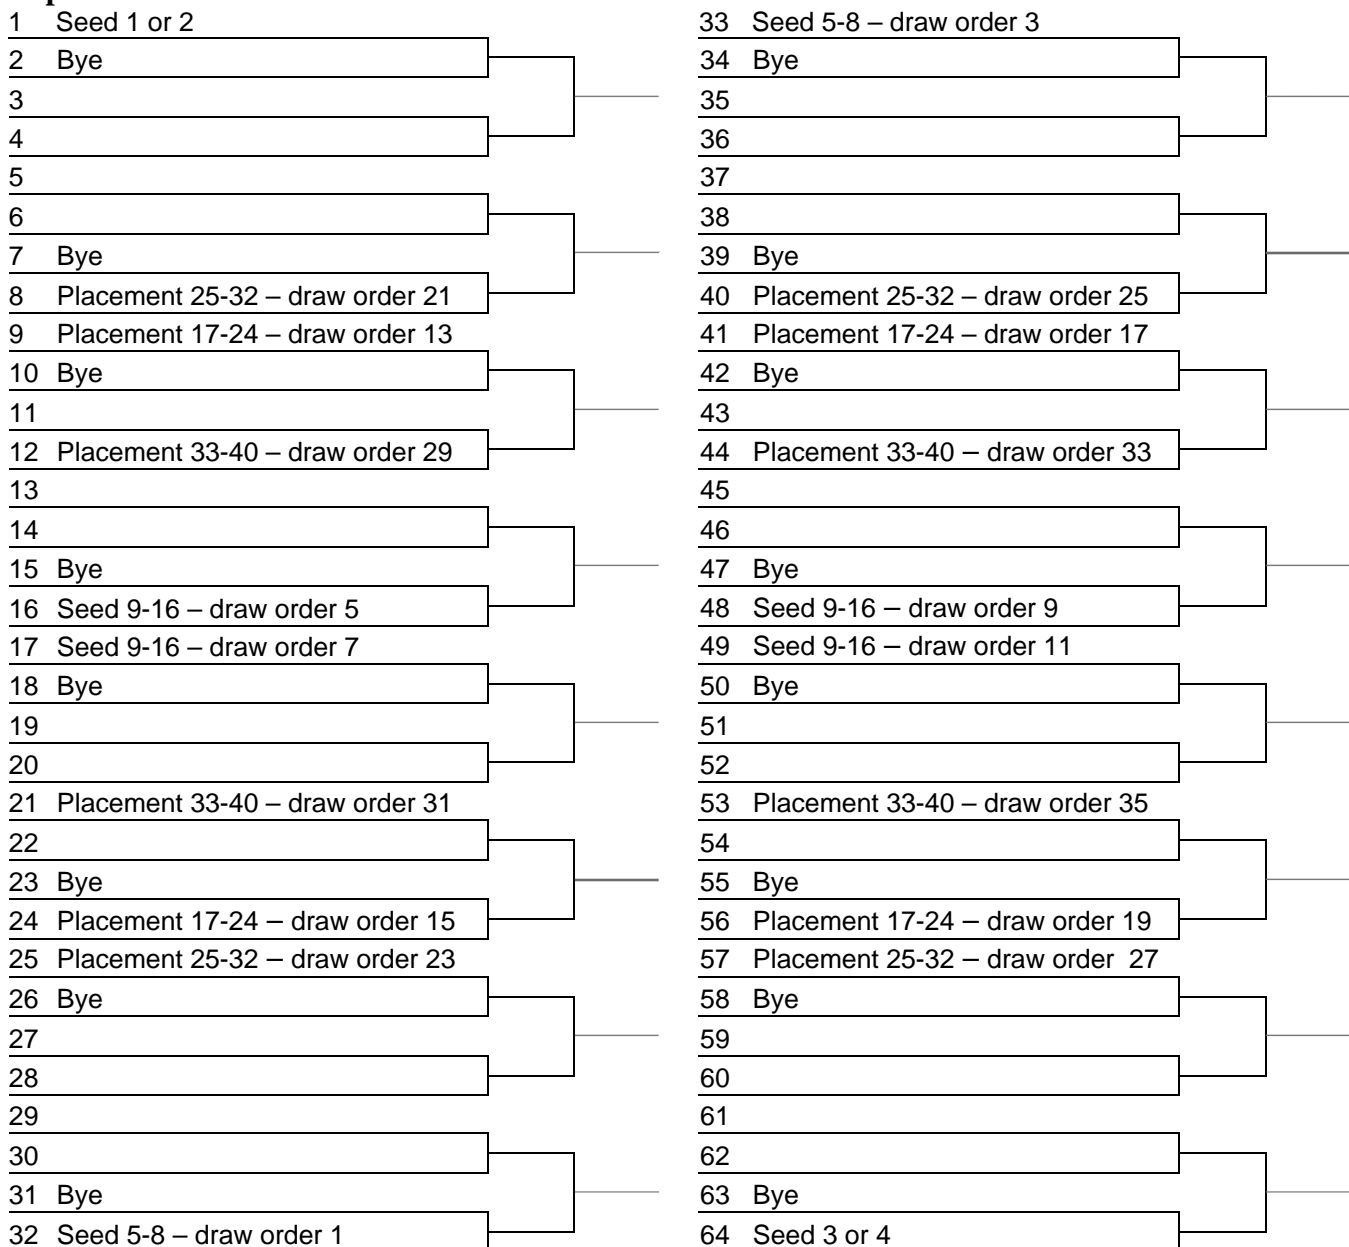 1 Seed 1 or 2
2 Bye
3
4
5
6
7 Bye
8 Placement 25-32 – draw order 21
9 Placement 17-24 – draw order 13
10 Bye
11
12 Placement 33-40 – draw order 29
13
14
15 Bye
16 Seed 9-16 – draw order 5
17 Seed 9-16 – draw order 7
18 Bye
19
20
21 Placement 33-40 – draw order 31
22
23 Bye
24 Placement 17-24 – draw order 15
25 Placement 25-32 – draw order 23
26 Bye
27
28
29
30
31 Bye
32 Seed 5-8 – draw order 1
33 Seed 5-8 – draw order 3
34 Bye
35
36
37
38
39 Bye
40 Placement 25-32 – draw order 25
41 Placement 17-24 – draw order 17
42 Bye
43
44 Placement 33-40 – draw order 33
45
46
47 Bye
48 Seed 9-16 – draw order 9
49 Seed 9-16 – draw order 11
50 Bye
51
52
53 Placement 33-40 – draw order 35
54
55 Bye
56 Placement 17-24 – draw order 19
57 Placement 25-32 – draw order 27
58 Bye
59
60
61
62
63 Bye
64 Seed 3 or 4